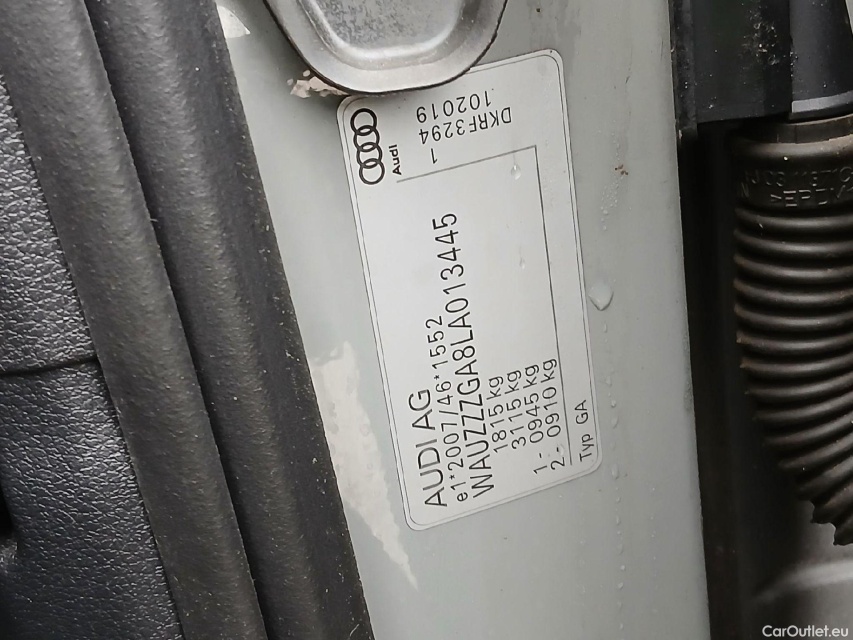 AUDI AG
e1*2007/46*1552
WAUZZZGA8LA013445
1815 kg
3115 kg
1- 0945 kg
2- 0910 kg
Typ GA
Audi
1
DKRF3294
102019
CarOutlet.eu